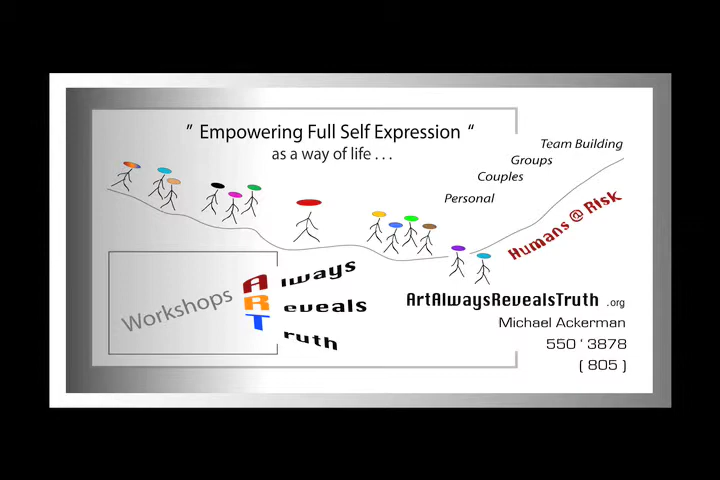 " Empowering Full Self Expression "
as a way of life . . .
Team Building
Groups
Couples
Personal
Humans @ Risk
Workshops
Always
Reveals
Truth
ArtAlwaysRevealsTruth .org
Michael Ackerman
550 ' 3878
( 805 )